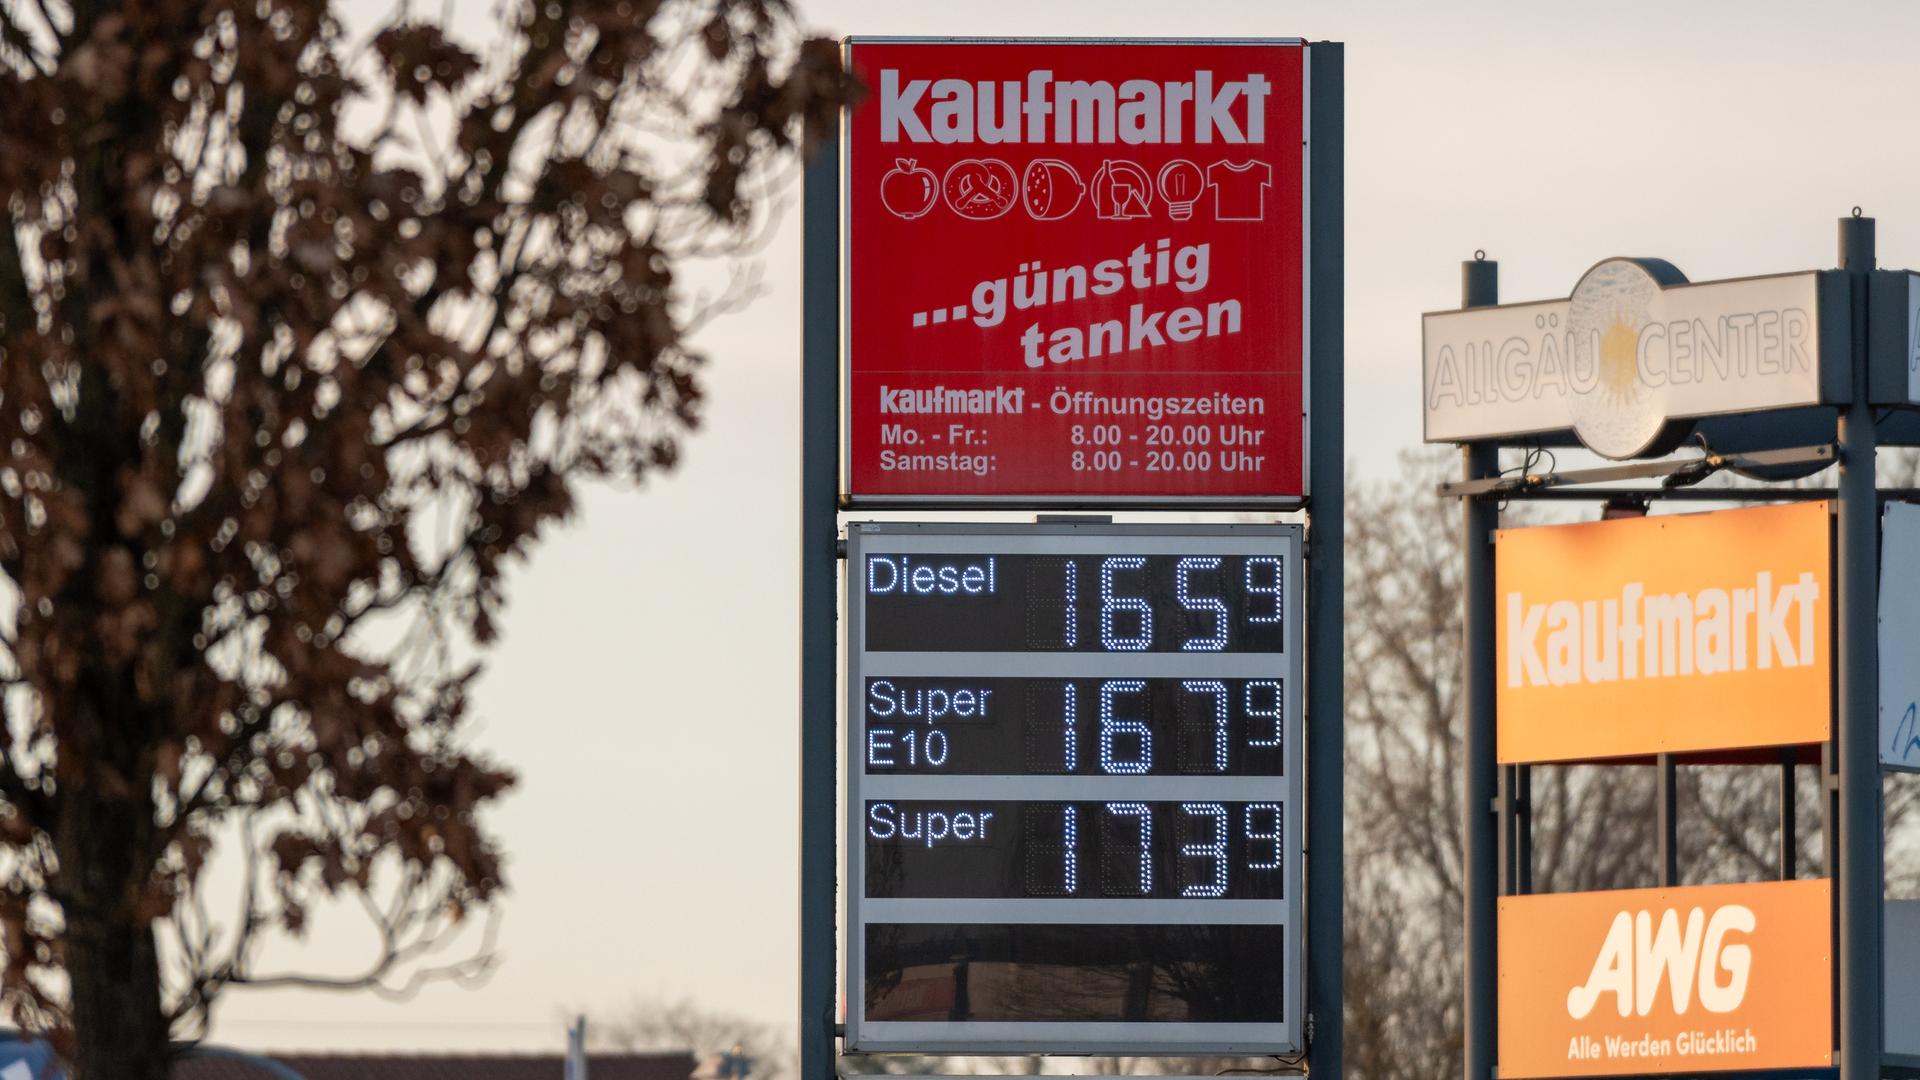 kaufmarkt
...günstig
tanken
kaufmarkt - Öffnungszeiten
Mo. - Fr.: 8.00 - 20.00 Uhr
Samstag: 8.00 - 20.00 Uhr
Diesel 165 9
Super
E10 167 9
Super 173 9
ALLGÄU CENTER
kaufmarkt
AWG
Alle Werden Glücklich